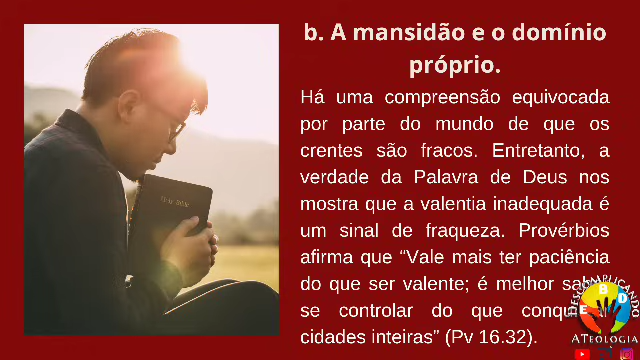 b. A mansidão e o domínio
próprio.
Há uma compreensão equivocada
por parte do mundo de que os
crentes são fracos. Entretanto, a
verdade da Palavra de Deus nos
mostra que a valentia inadequada é
um sinal de fraqueza. Provérbios
afirma que “Vale mais ter paciência
do que ser valente; é melhor
se controlar do que
cidades inteiras” (Pv 16.32).
DESCOMPLICANDO
E B D
A TEOLOGIA